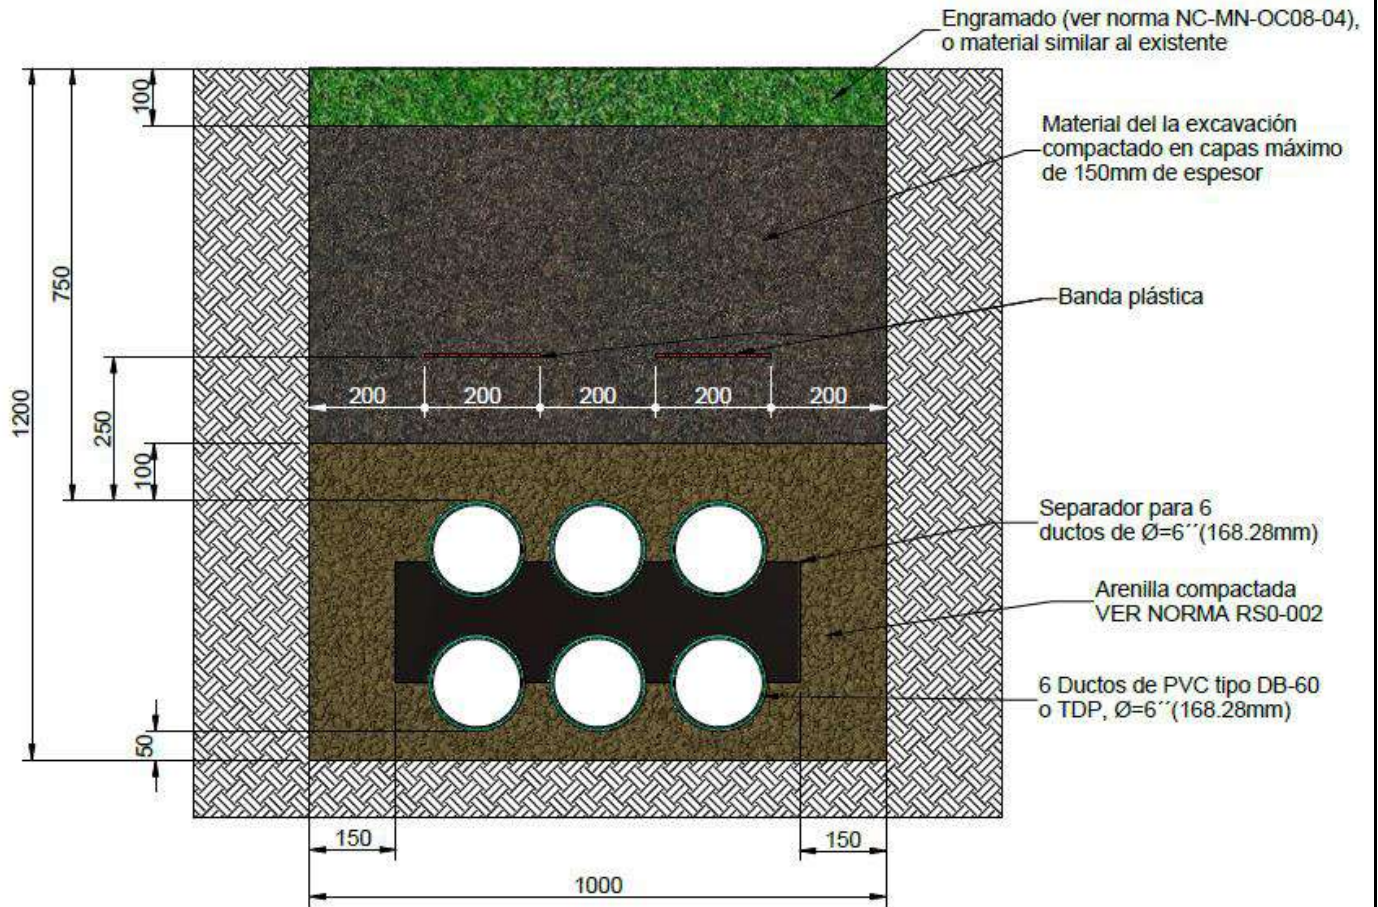 Engramado (ver norma NC-MN-OC08-04),
o material similar al existente
100
Material del la excavación
compactado en capas máximo
de 150mm de espesor
750
Banda plástica
1200
250
200 200 200 200 200
100
Separador para 6
ductos de Ø=6´´(168.28mm)
Arenilla compactada
VER NORMA RS0-002
6 Ductos de PVC tipo DB-60
o TDP, Ø=6´´(168.28mm)
50
150 150
1000